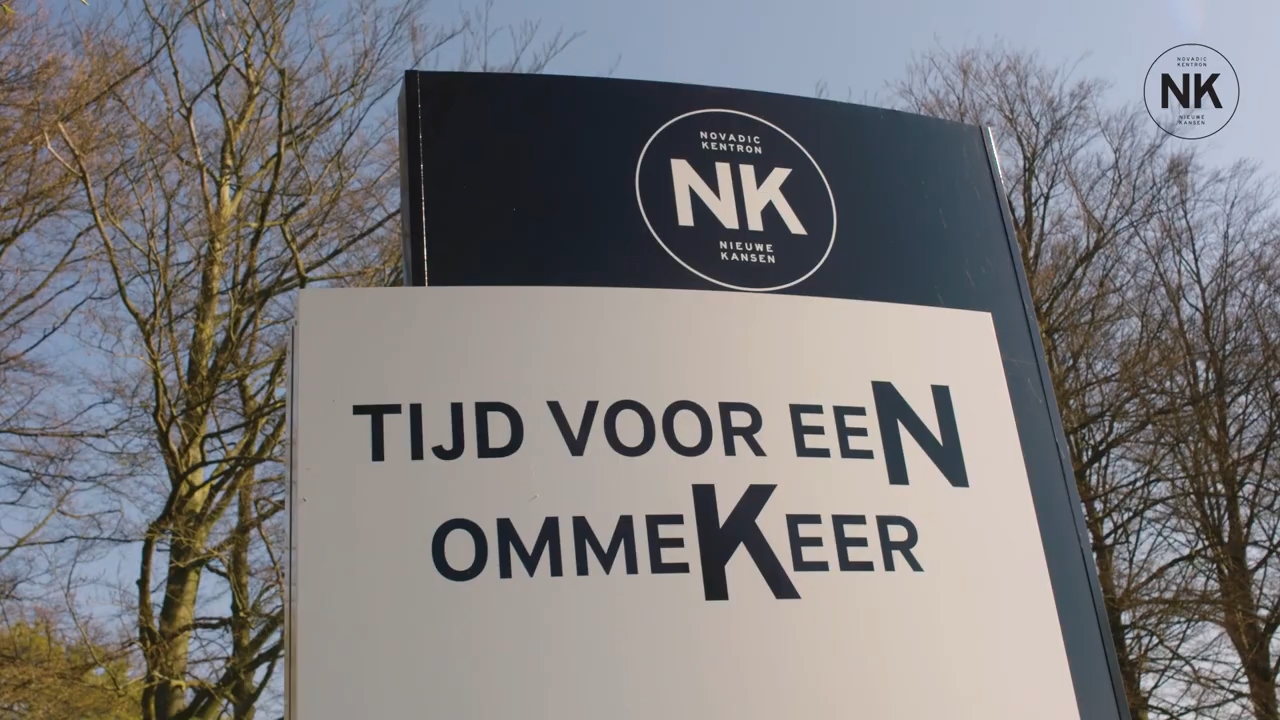 NOVADIC
KENTRON
NK
NIEUWE
KANSEN
NOVADIC
KENTRON
NK
NIEUWE
KANSEN
TIJD VOOR EEN
OMMEKEER